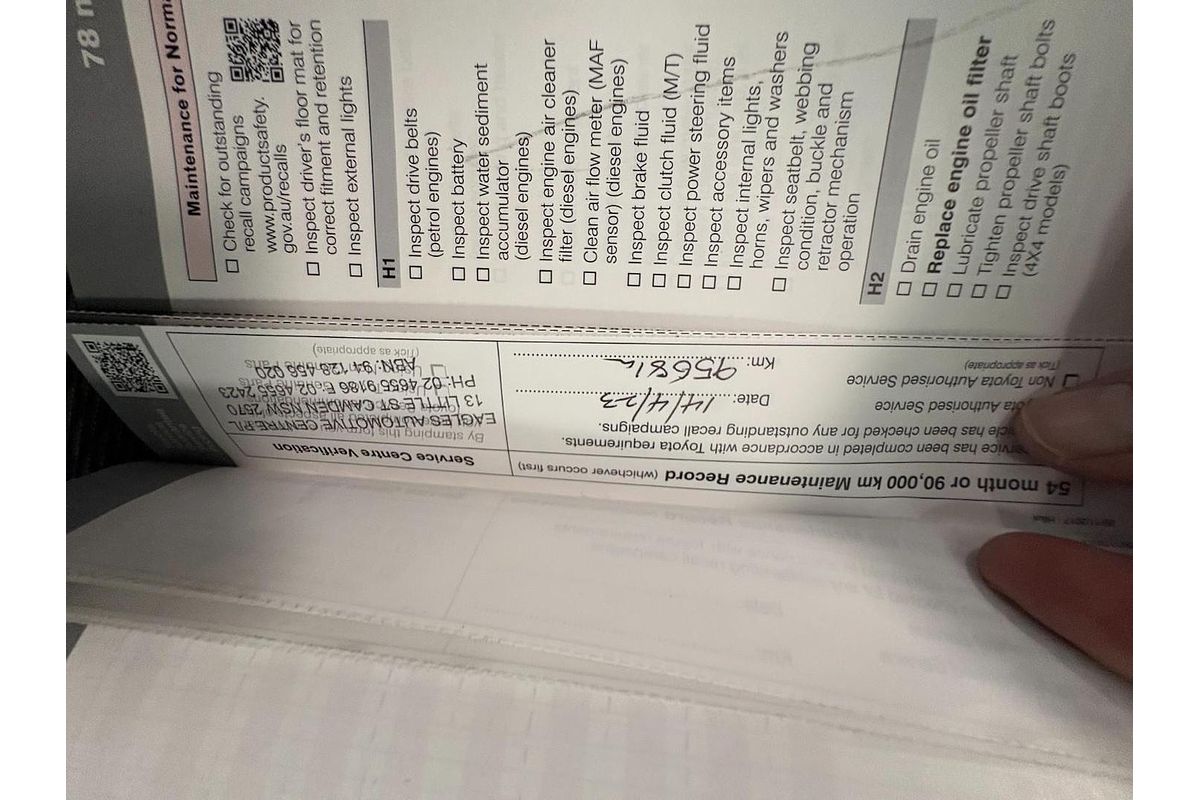 78 m
Maintenance for Norma
☐ Check for outstanding
recall campaigns
www.productsafety.
gov.au/recalls
☐ Inspect driver's floor mat for
correct fitment and retention
☐ Inspect external lights
H1
☐ Inspect drive belts
(petrol engines)
☐ Inspect battery
☐ Inspect water sediment
accumulator
(diesel engines)
☐ Inspect engine air cleaner
filter (diesel engines)
☐ Clean air flow meter (MAF
sensor) (diesel engines)
☐ Inspect brake fluid
☐ Inspect clutch fluid (M/T)
☐ Inspect power steering fluid
☐ Inspect accessory items
☐ Inspect internal lights,
horns, wipers and washers
☐ Inspect seatbelt, webbing
condition, buckle and
retractor mechanism
operation
H2
☐ Drain engine oil
☐ Replace engine oil filter
☐ Lubricate propeller shaft
☐ Tighten propeller shaft
☐ Inspect drive shaft bolts
(4X4 models) shaft boots
54 month or 90,000 km Maintenance Record (whichever occurs first)
service has been completed in accordance with Toyota requirements.
cle has been checked for any outstanding recall campaigns.
ota Authorised Service
☐ Non Toyota Authorised Service
(Tick as appropriate)
Date: 14/4/23
Km: 95681
Service Centre Verification
By stamping this form
EAGLES AUTOMOTIVE CENTRE P/L
13 LITTLE ST CAMDEN NSW 2570
PH: 02 4655 9186 F: 02 4655 2423
ABN: 94 128 456 020
(Tick as appropriate)